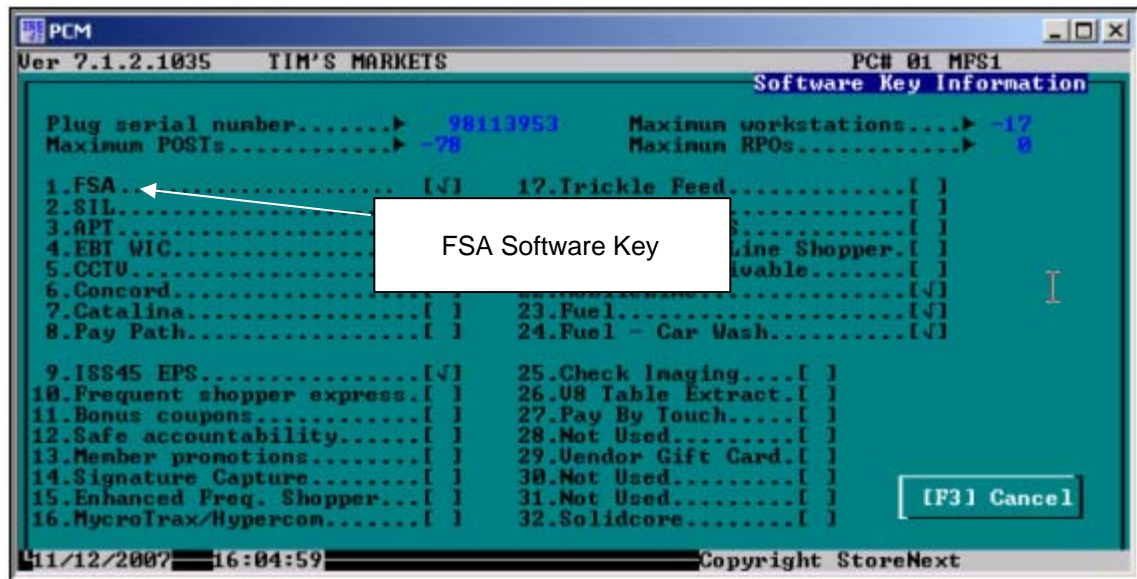 PCM
Ver 7.1.2.1035 TIM'S MARKETS PC# 01 MFS1
Software Key Information
Plug serial number.......► 98113953 Maximum workstations....► -17
Maximum POSTs............► -78 Maximum RPOs............► 0
1.FSA...................... [√] 17.Trickle Feed.............[ ]
2.SIL ..............[ ]
3.APT ..............[ ]
4.EBT WIC Line Shopper.[ ]
5.CCTV .......[ ]
6.Concord ..............[√]
7.Catalina................[ ] 23.Fuel.....................[√]
8.Pay Path................[ ] 24.Fuel - Car Wash..........[√]
FSA Software Key
9.ISS45 EPS...............[√] 25.Check Imaging....[ ]
10.Frequent shopper express.[ ] 26.V8 Table Extract.[ ]
11.Bonus coupons...........[ ] 27.Pay By Touch.....[ ]
12.Safe accountability.....[ ] 28.Not Used.........[ ]
13.Member promotions.......[ ] 29.Vendor Gift Card.[ ]
14.Signature Capture.......[ ] 30.Not Used.........[ ]
15.Enhanced Freq. Shopper...[ ] 31.Not Used.........[ ]
16.MycroTrax/Hypercom.......[ ] 32.Solidcore........[ ]
[F3] Cancel
11/12/2007 16:04:59 Copyright StoreNext